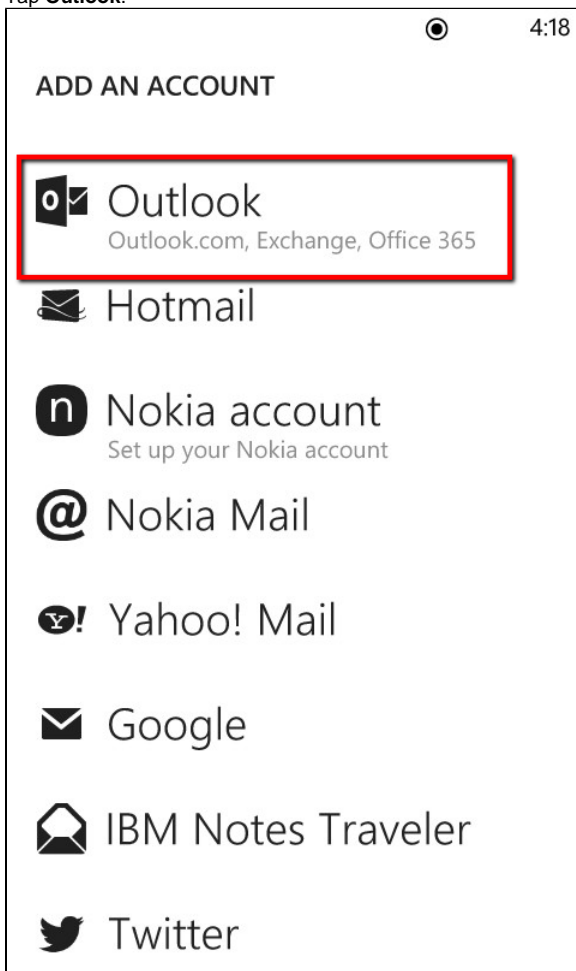 Tap Outlook.
4:18
ADD AN ACCOUNT
Outlook
Outlook.com, Exchange, Office 365
Hotmail
Nokia account
Set up your Nokia account
Nokia Mail
Yahoo! Mail
Google
IBM Notes Traveler
Twitter